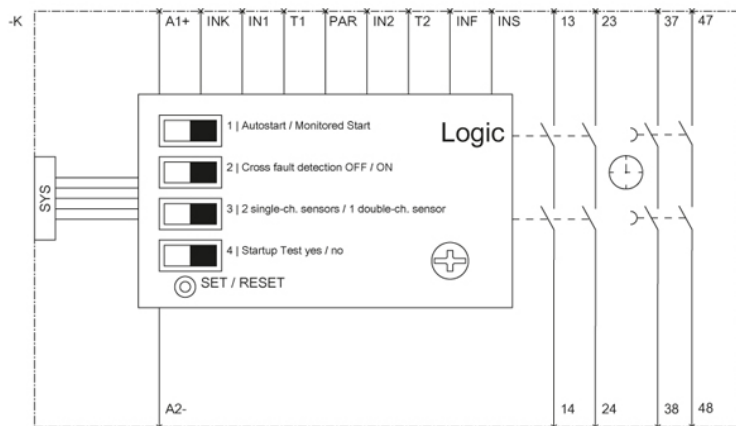 -K A1+ INK IN1 T1 PAR IN2 T2 INF INS 13 23 37 47
1 | Autostart / Monitored Start
Logic
2 | Cross fault detection OFF / ON
SYS
3 | 2 single-ch. sensors / 1 double-ch. sensor
4 | Startup Test yes / no
SET / RESET
A2- 14 24 38 48